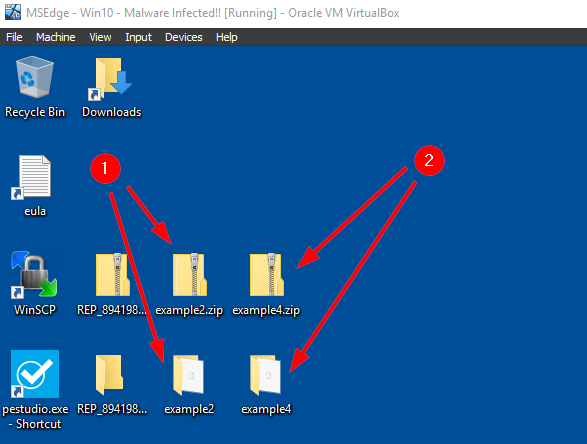 MSEdge - Win10 - Malware Infected!! [Running] - Oracle VM VirtualBox
File Machine View Input Devices Help
Recycle Bin
Downloads
1
2
eula
WinSCP
REP_894198...
example2.zip
example4.zip
pestudio.exe
- Shortcut
REP_894198...
example2
example4